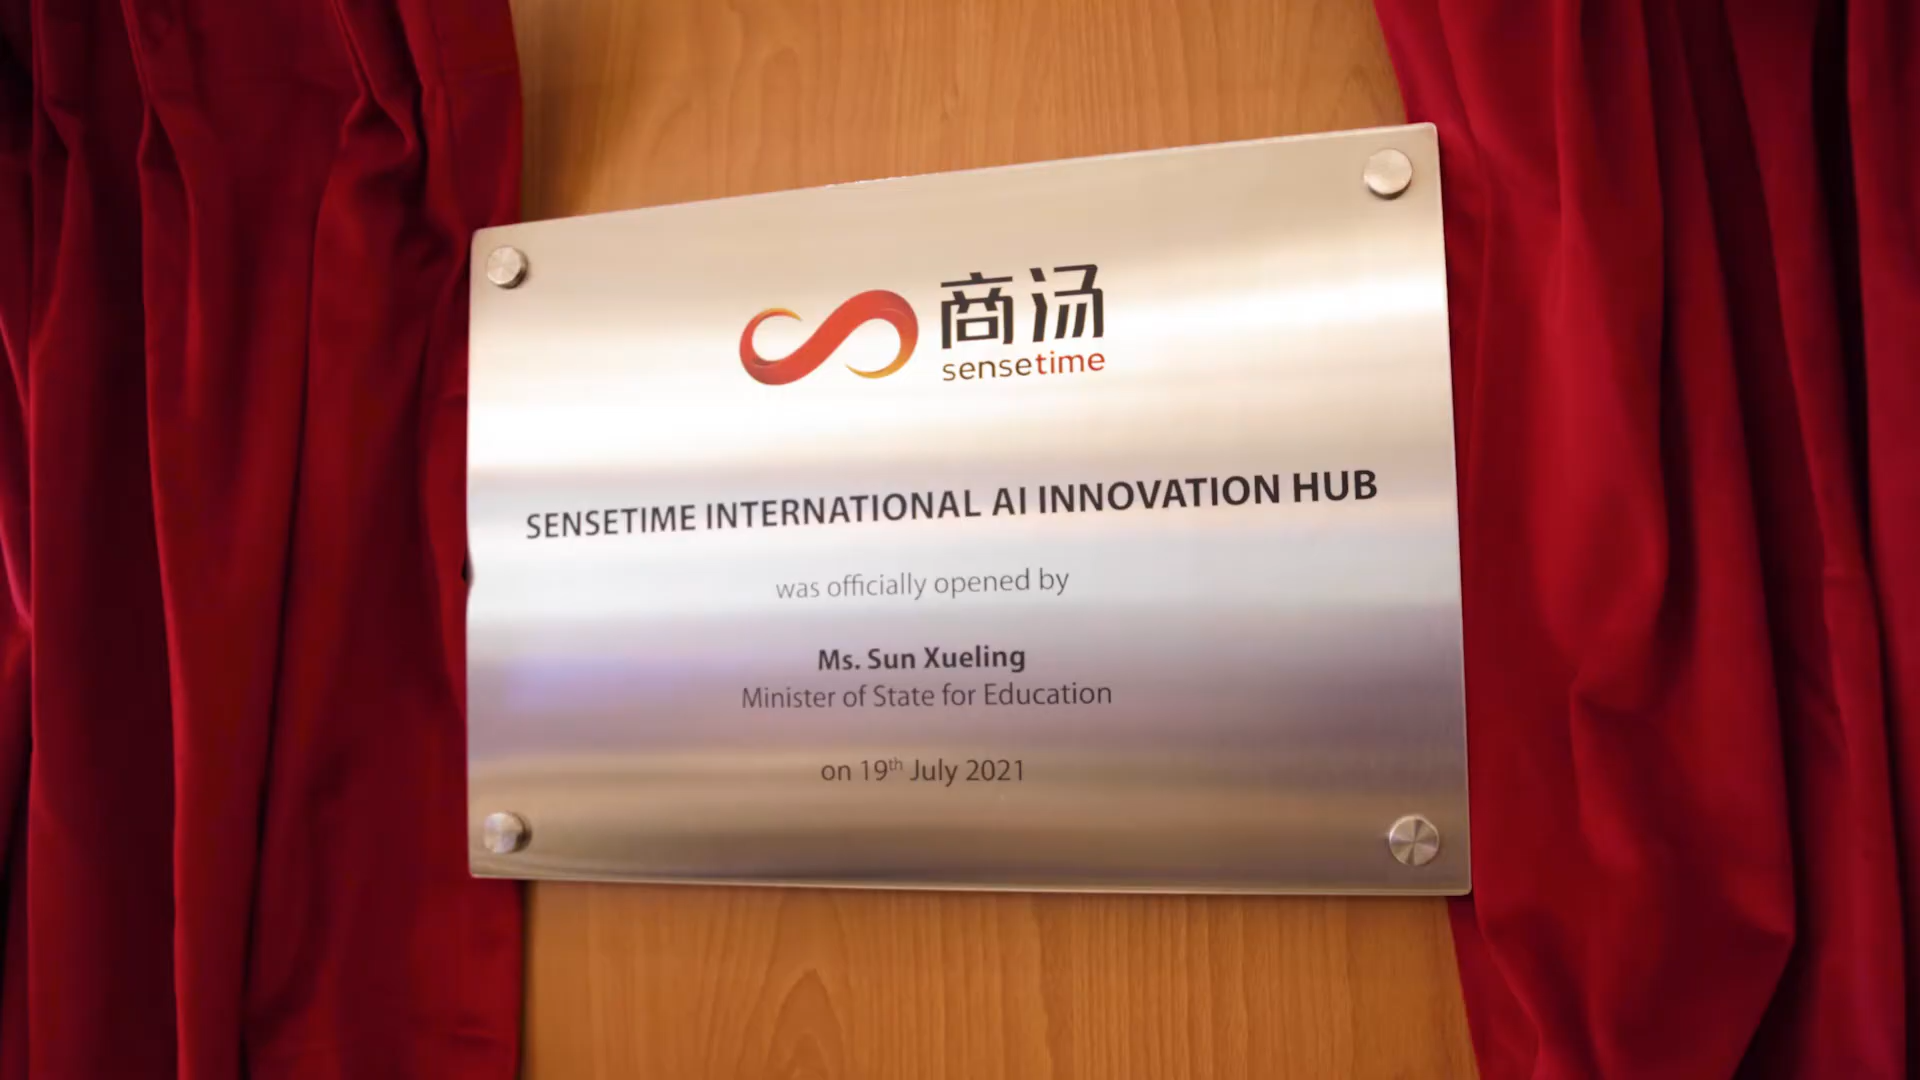 商汤
sensetime
SENSETIME INTERNATIONAL AI INNOVATION HUB
was officially opened by
Ms. Sun Xueling
Minister of State for Education
on 19th July 2021